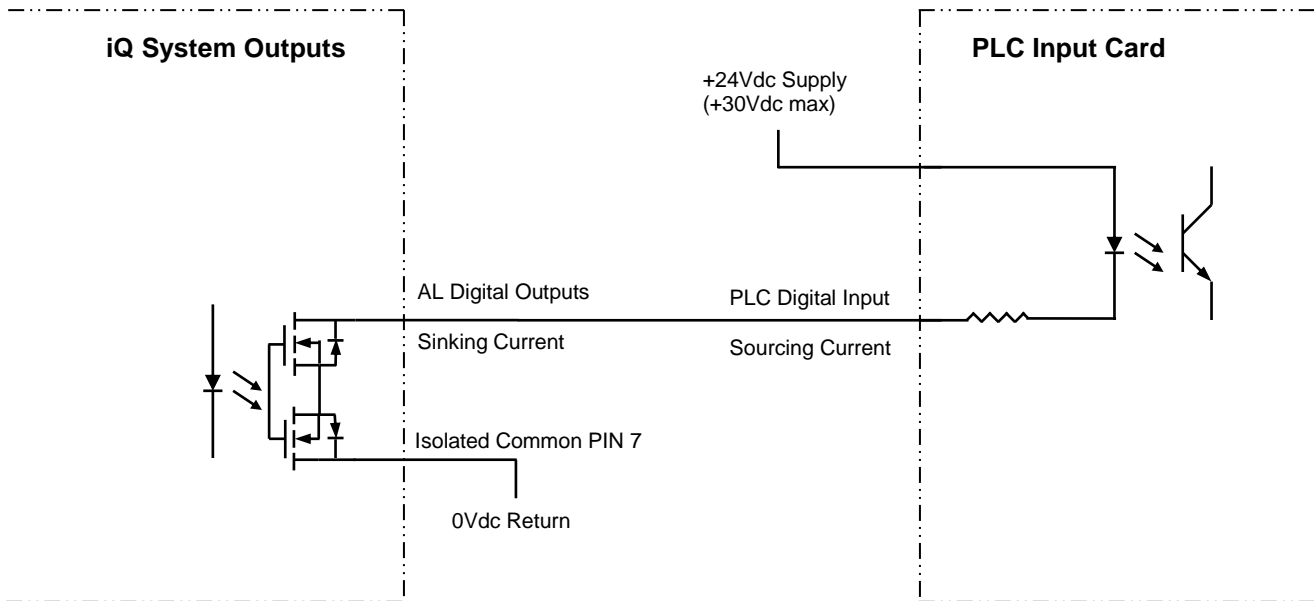 iQ System Outputs
PLC Input Card
+24Vdc Supply
(+30Vdc max)
AL Digital Outputs
PLC Digital Input
Sinking Current
Sourcing Current
Isolated Common PIN 7
0Vdc Return